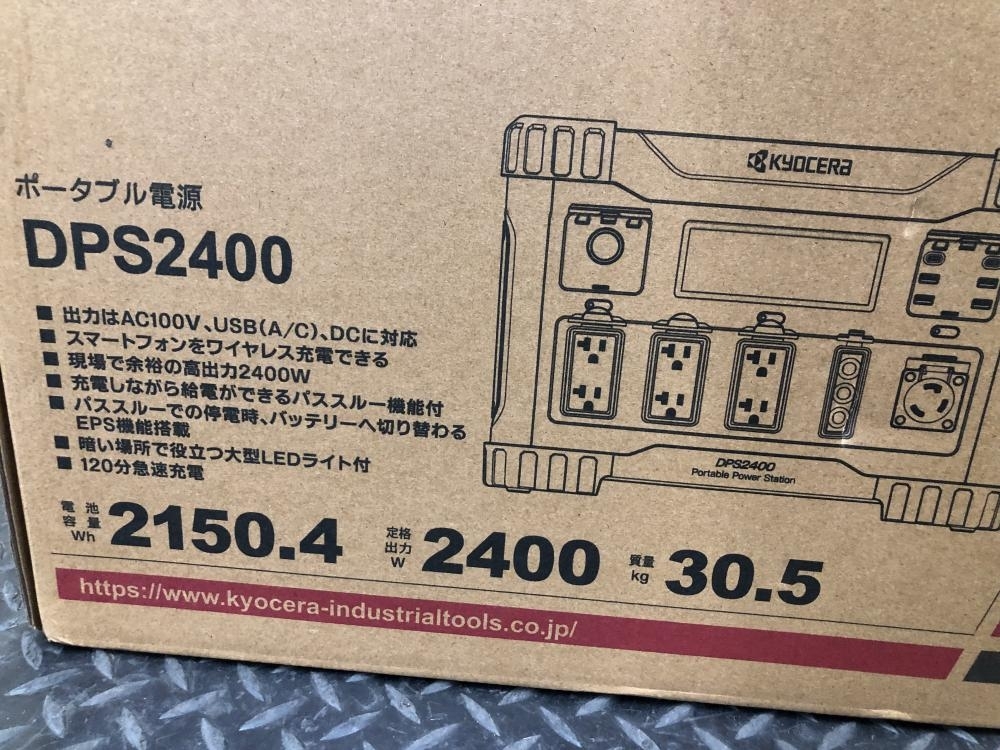 KYOCERA
ポータブル電源
DPS2400
■ 出力はAC100V、USB(A/C)、DCに対応
■ スマートフォンをワイヤレス充電できる
■ 現場で余裕の高出力2400W
■ 充電しながら給電ができるパススルー機能付
■ パススルーでの停電時、バッテリーへ切り替わる
EPS機能搭載
■ 暗い場所で役立つ大型LEDライト付
■ 120分急速充電
DPS2400
Portable Power Station
電池容量 Wh 2150.4 定格出力 W 2400 質量 kg 30.5
https://www.kyocera-industrialtools.co.jp/